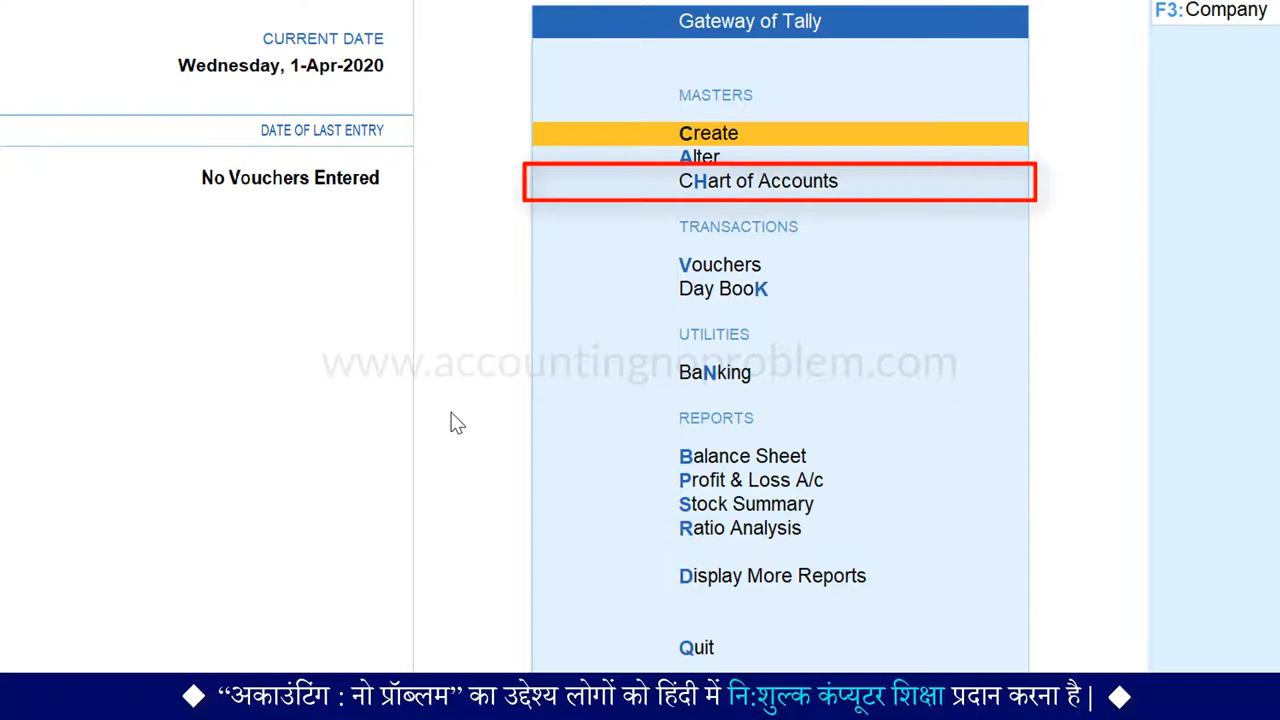 F3:Company
Gateway of Tally
CURRENT DATE
Wednesday, 1-Apr-2020
DATE OF LAST ENTRY
No Vouchers Entered
MASTERS
Create
Alter
CHart of Accounts
TRANSACTIONS
Vouchers
Day BooK
UTILITIES
www.accountingnoproblem.com
BaNking
REPORTS
Balance Sheet
Profit & Loss A/c
Stock Summary
Ratio Analysis
Display More Reports
Quit
◆ “अकाउंटिंग : नो प्रॉब्लम” का उद्देश्य लोगों को हिंदी में नि:शुल्क कंप्यूटर शिक्षा प्रदान करना है | ◆